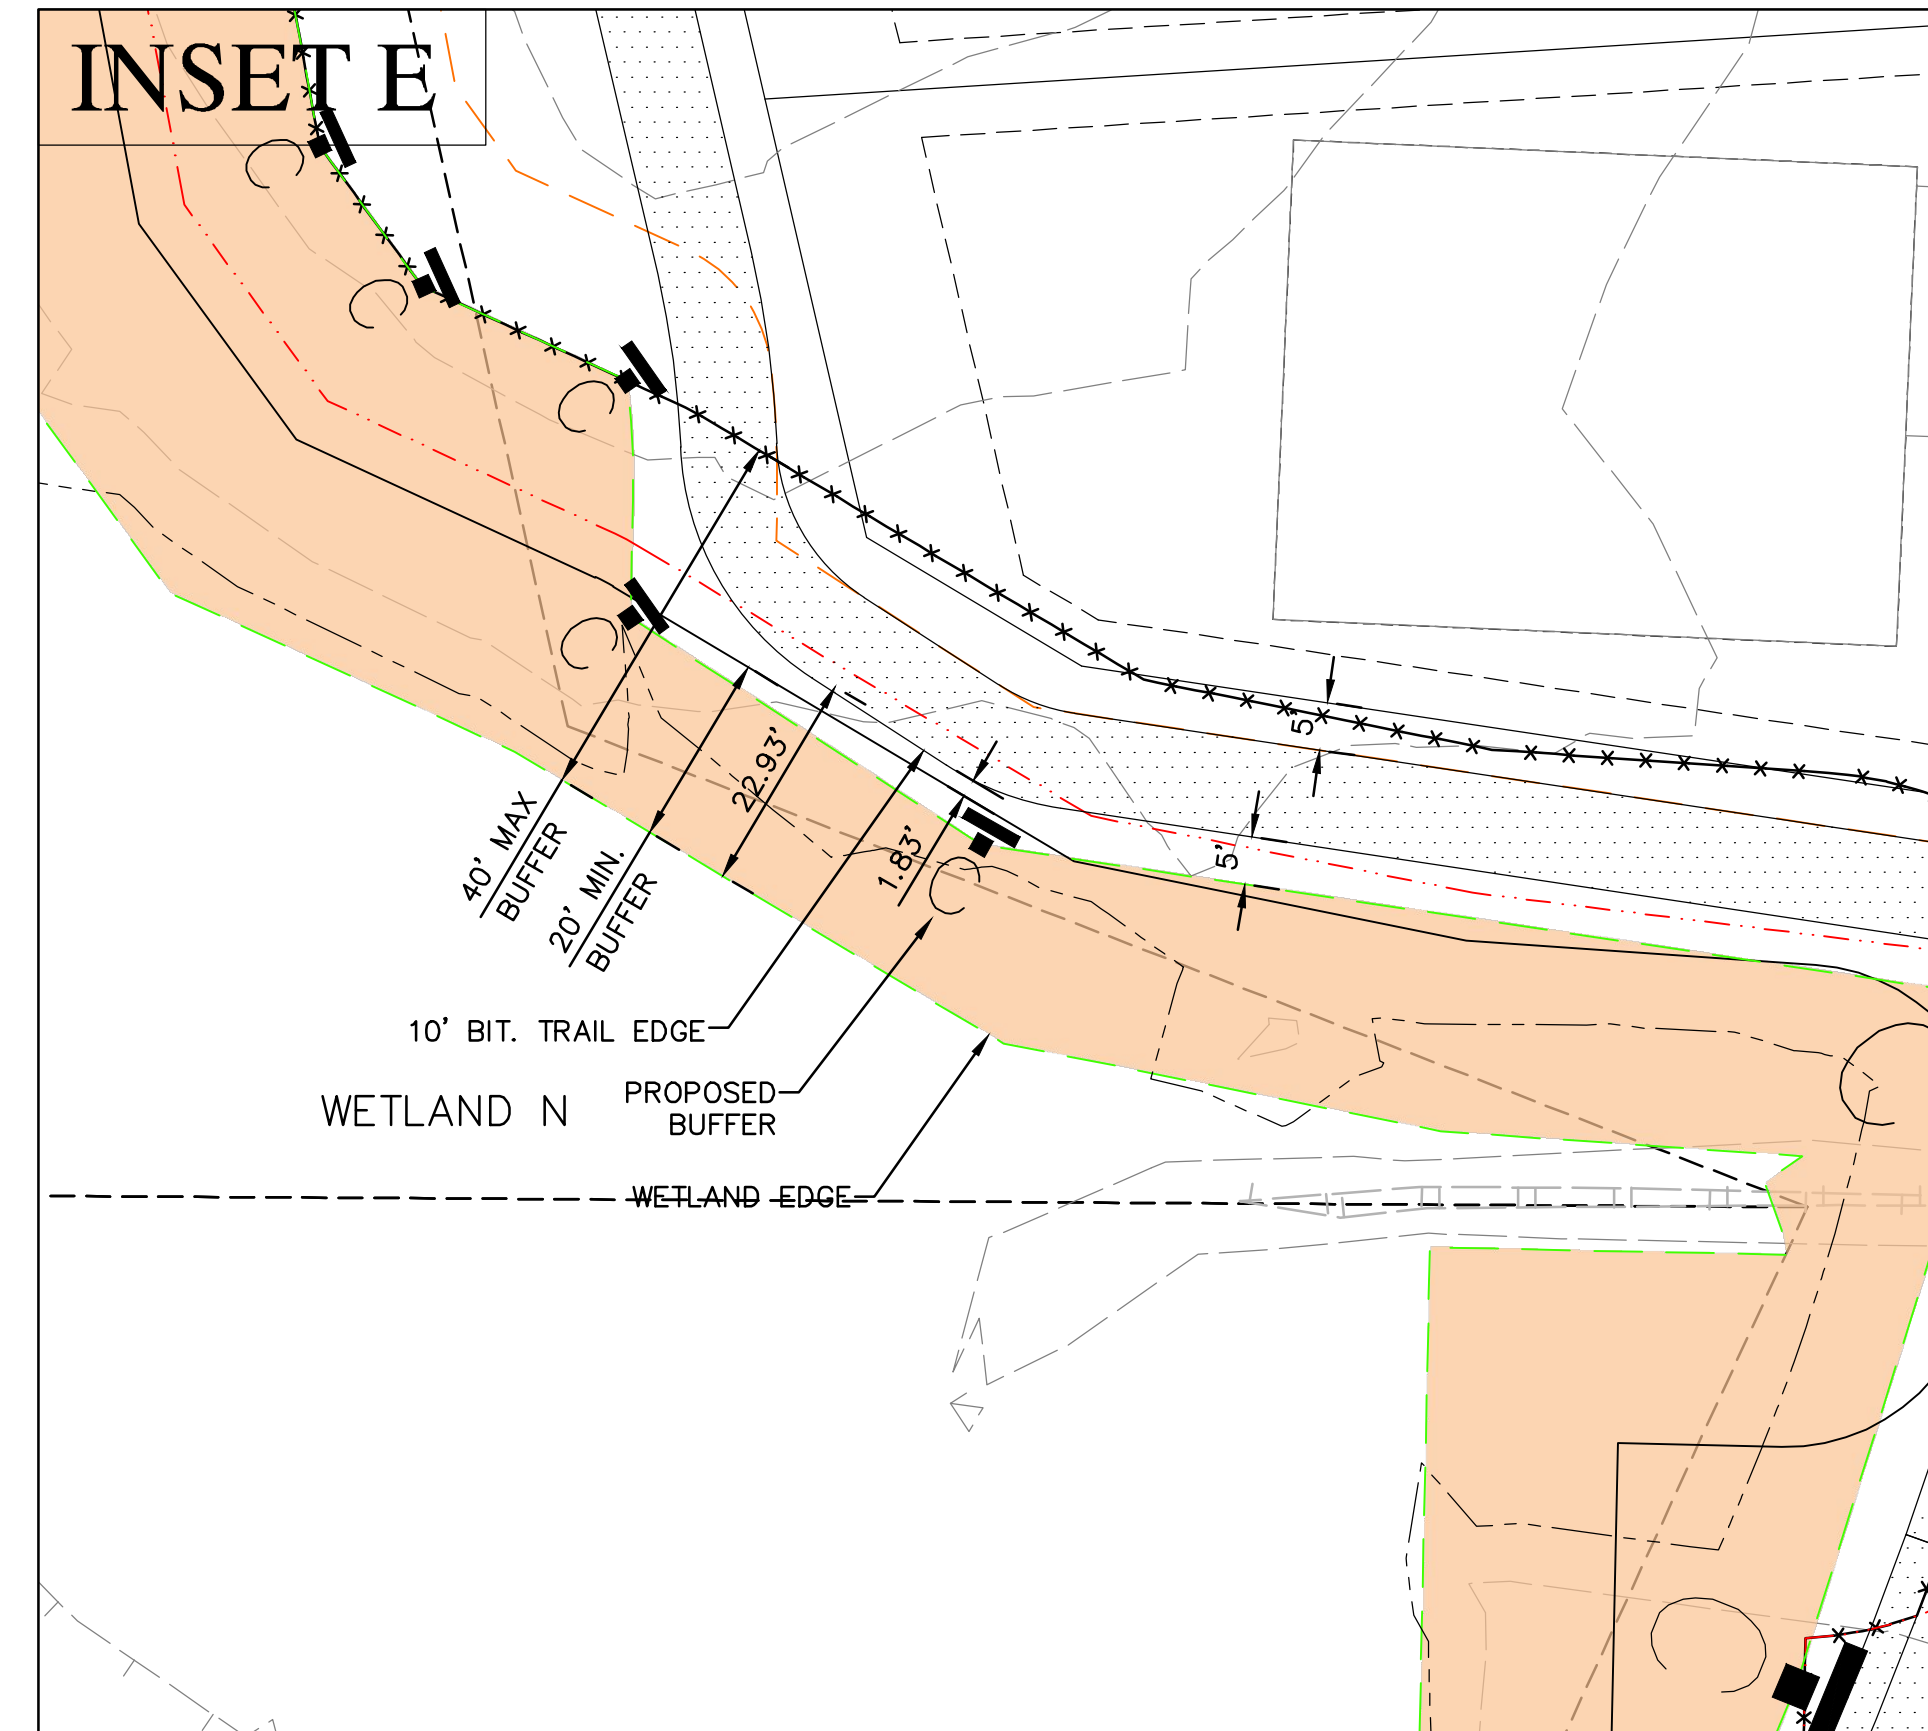 INSET E
5'
22.93'
5'
1.83'
40' MAX
BUFFER
20' MIN.
BUFFER
10' BIT. TRAIL EDGE
PROPOSED
BUFFER
WETLAND N
WETLAND EDGE